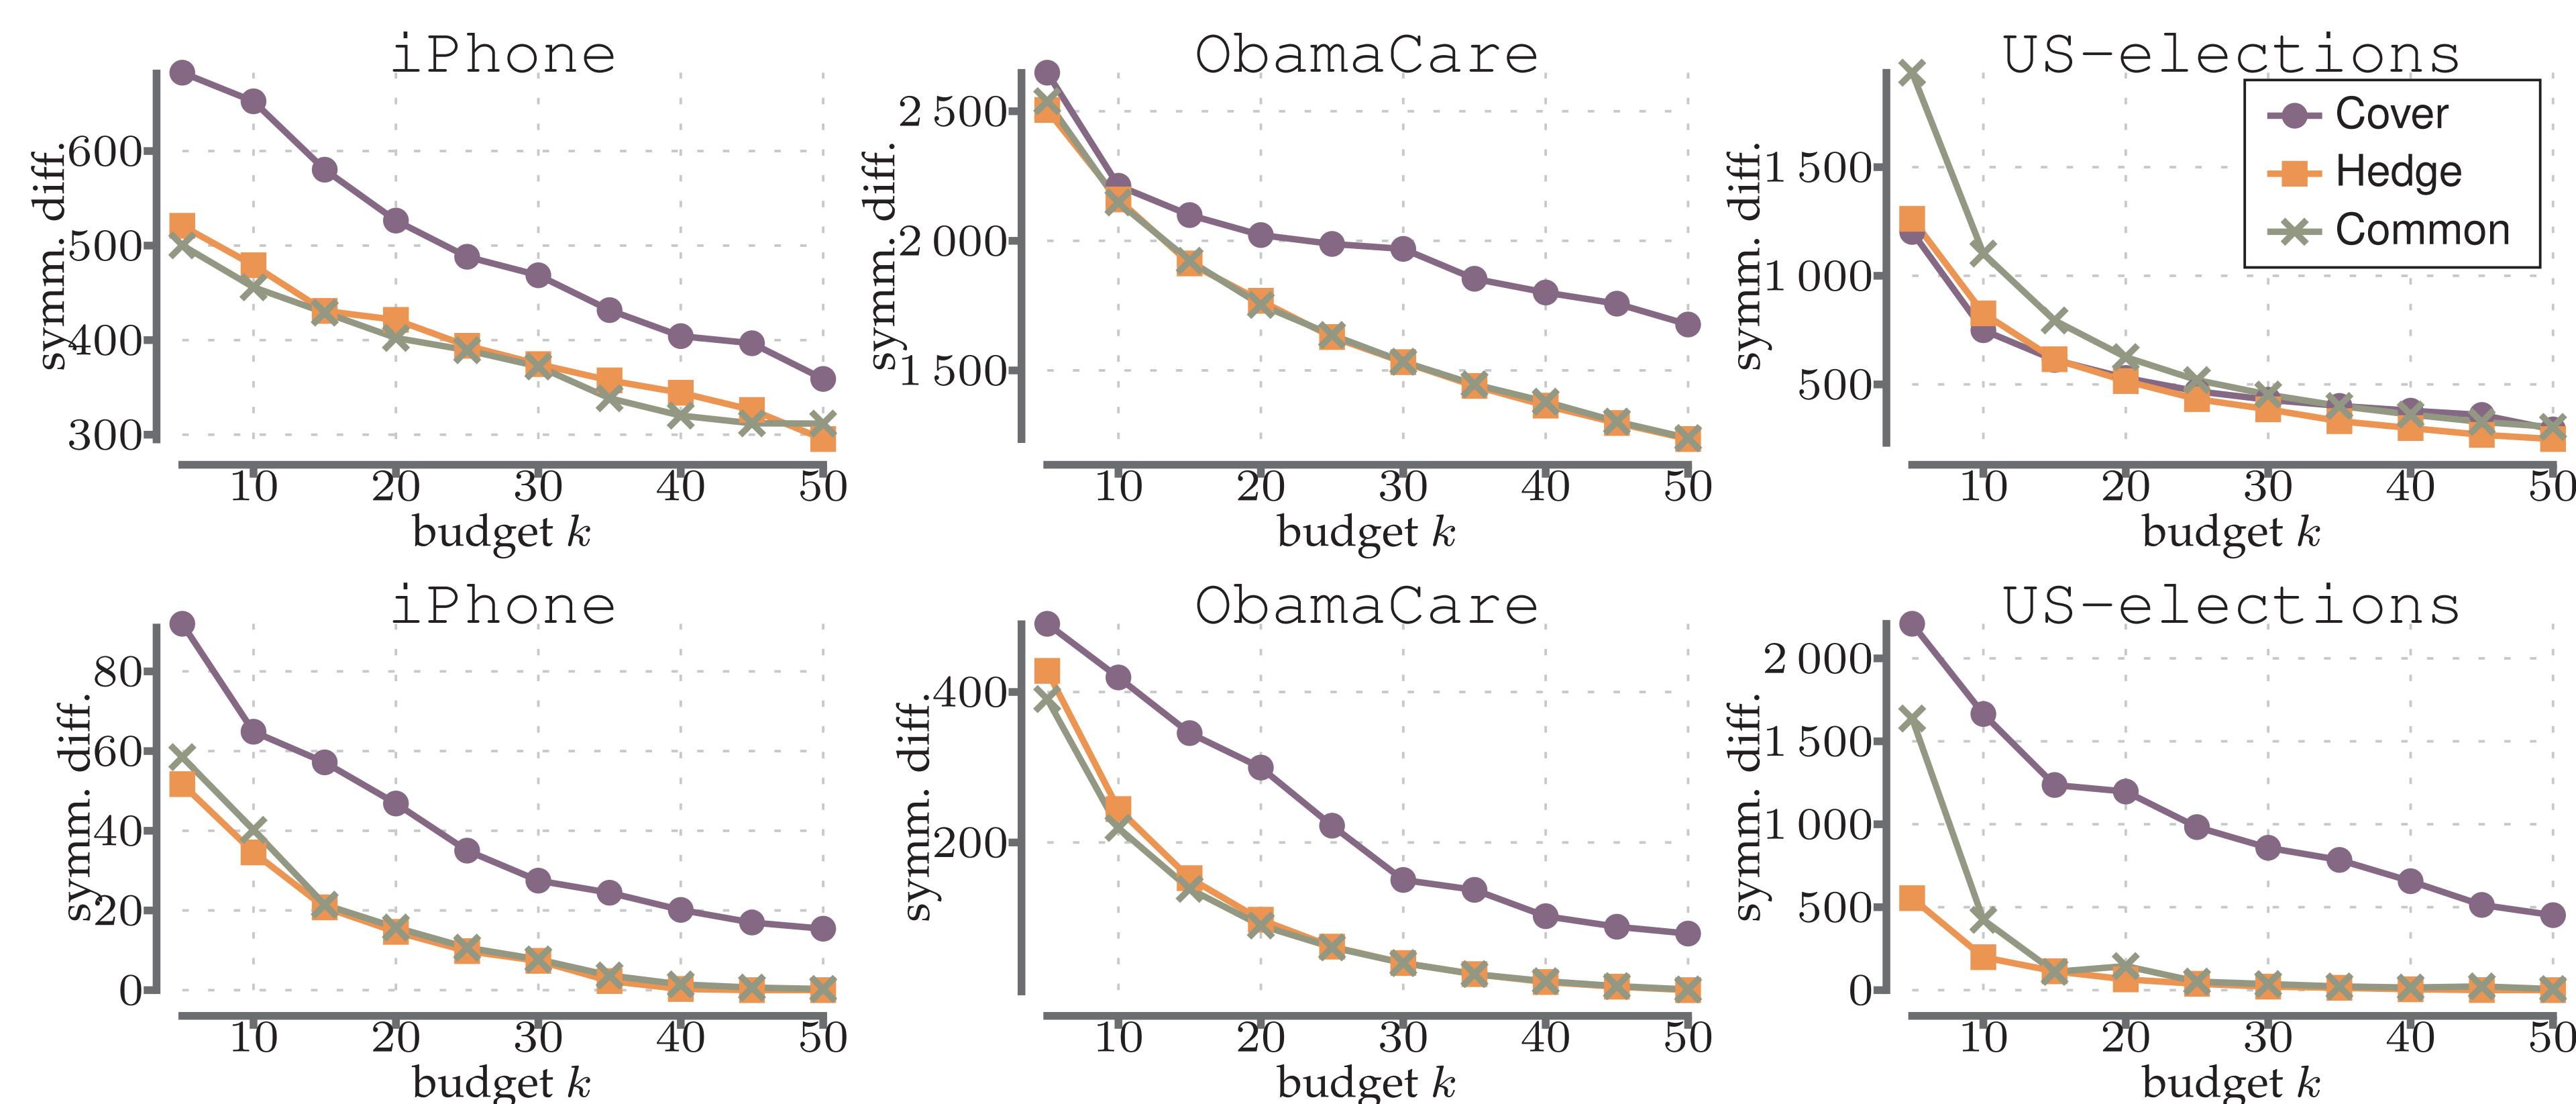 iPhone
symm. diff.
600
500
400
300
10 20 30 40 50
budget k
ObamaCare
symm. diff.
2 500
2 000
1 500
10 20 30 40 50
budget k
US-elections
symm. diff.
1 500
1 000
500
Cover
Hedge
Common
10 20 30 40 50
budget k
iPhone
symm. diff.
80
60
40
20
0
10 20 30 40 50
budget k
ObamaCare
symm. diff.
400
200
10 20 30 40 50
budget k
US-elections
symm. diff.
2 000
1 500
1 000
500
0
10 20 30 40 50
budget k